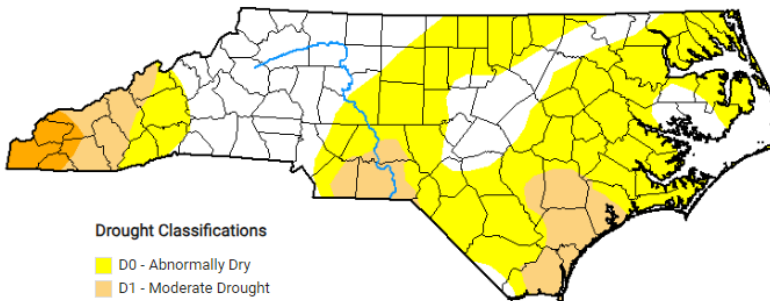 Drought Classifications
D0 - Abnormally Dry
D1 - Moderate Drought